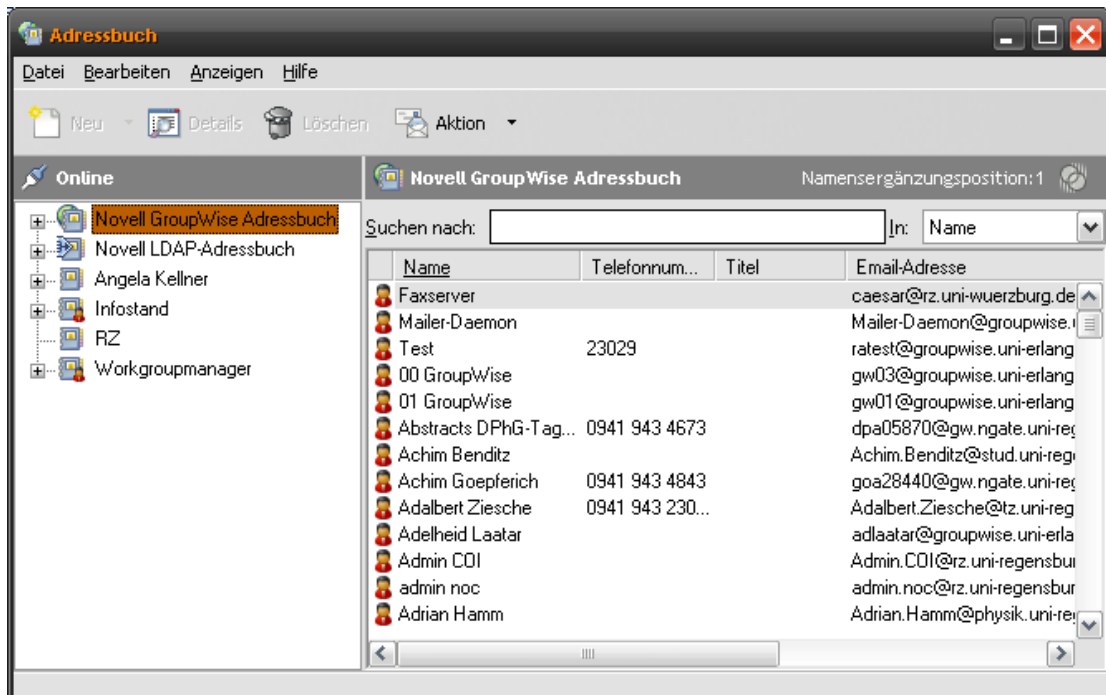 Adressbuch
Datei Bearbeiten Anzeigen Hilfe
Neu Details Löschen Aktion
Online
Novell GroupWise Adressbuch
Novell LDAP-Adressbuch
Angela Kellner
Infostand
RZ
Workgroupmanager
Novell GroupWise Adressbuch Namensergänzungsposition:1
Suchen nach: In: Name
Name Telefonnum... Titel Email-Adresse
Faxserver caesar@rz.uni-wuerzburg.de
Mailer-Daemon Mailer-Daemon@groupwise.
Test 23029 ratest@groupwise.uni-erlang
00 GroupWise gw03@groupwise.uni-erlang
01 GroupWise gw01@groupwise.uni-erlang
Abstracts DPhG-Tag... 0941 943 4673 dpa05870@gw.ngate.uni-reg
Achim Benditz Achim.Benditz@stud.uni-reg
Achim Goepferich 0941 943 4843 goa28440@gw.ngate.uni-reg
Adalbert Ziesche 0941 943 230... Adalbert.Ziesche@tz.uni-reg
Adelheid Laatar adlaatar@groupwise.uni-erla
Admin COI Admin.COI@rz.uni-regensbur
admin noc admin.noc@rz.uni-regensbur
Adrian Hamm Adrian.Hamm@physik.uni-re